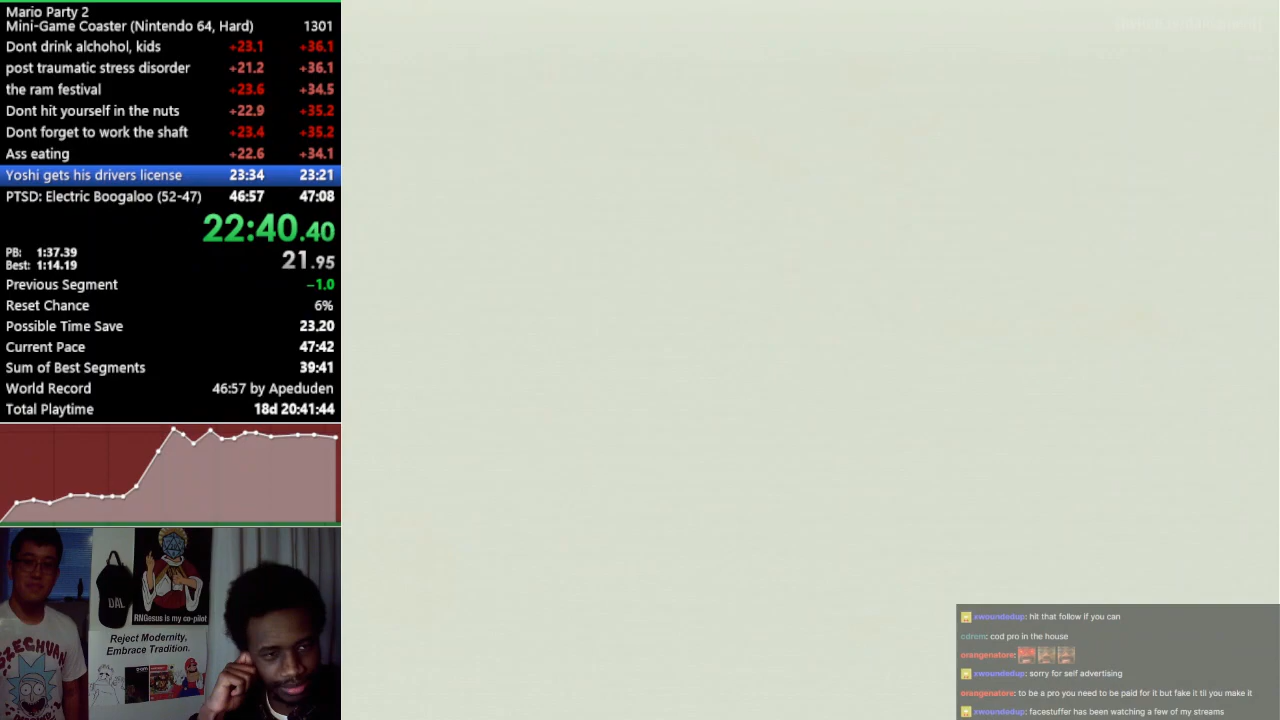 Mario Party 2
Mini-Game Coaster (Nintendo 64, Hard) 1301
Dont drink alchohol, kids +23.1 +36.1
post traumatic stress disorder +21.2 +36.1
the ram festival +23.6 +34.5
Dont hit yourself in the nuts +22.9 +35.2
Dont forget to work the shaft +23.4 +35.2
Ass eating +22.6 +34.1
Yoshi gets his drivers license 23:34 23:21
PTSD: Electric Boogaloo (52-47) 46:57 47:08
22:40.40
PB: 1:37.39
Best: 1:14.19
21.95
Previous Segment −1.0
Reset Chance 6%
Possible Time Save 23.20
Current Pace 47:42
Sum of Best Segments 39:41
World Record 46:57 by Apeduden
Total Playtime 18d 20:41:44
DAL
RNGesus is my co-pilot
Reject Modernity,
Embrace Tradition.
xwoundedup: hit that follow if you can
cdrom: cod pro in the house
orangenatore:
xwoundedup: sorry for self advertising
orangenatore: to be a pro you need to be paid for it but fake it til you make it
xwoundedup: facestuffer has been watching a few of my streams